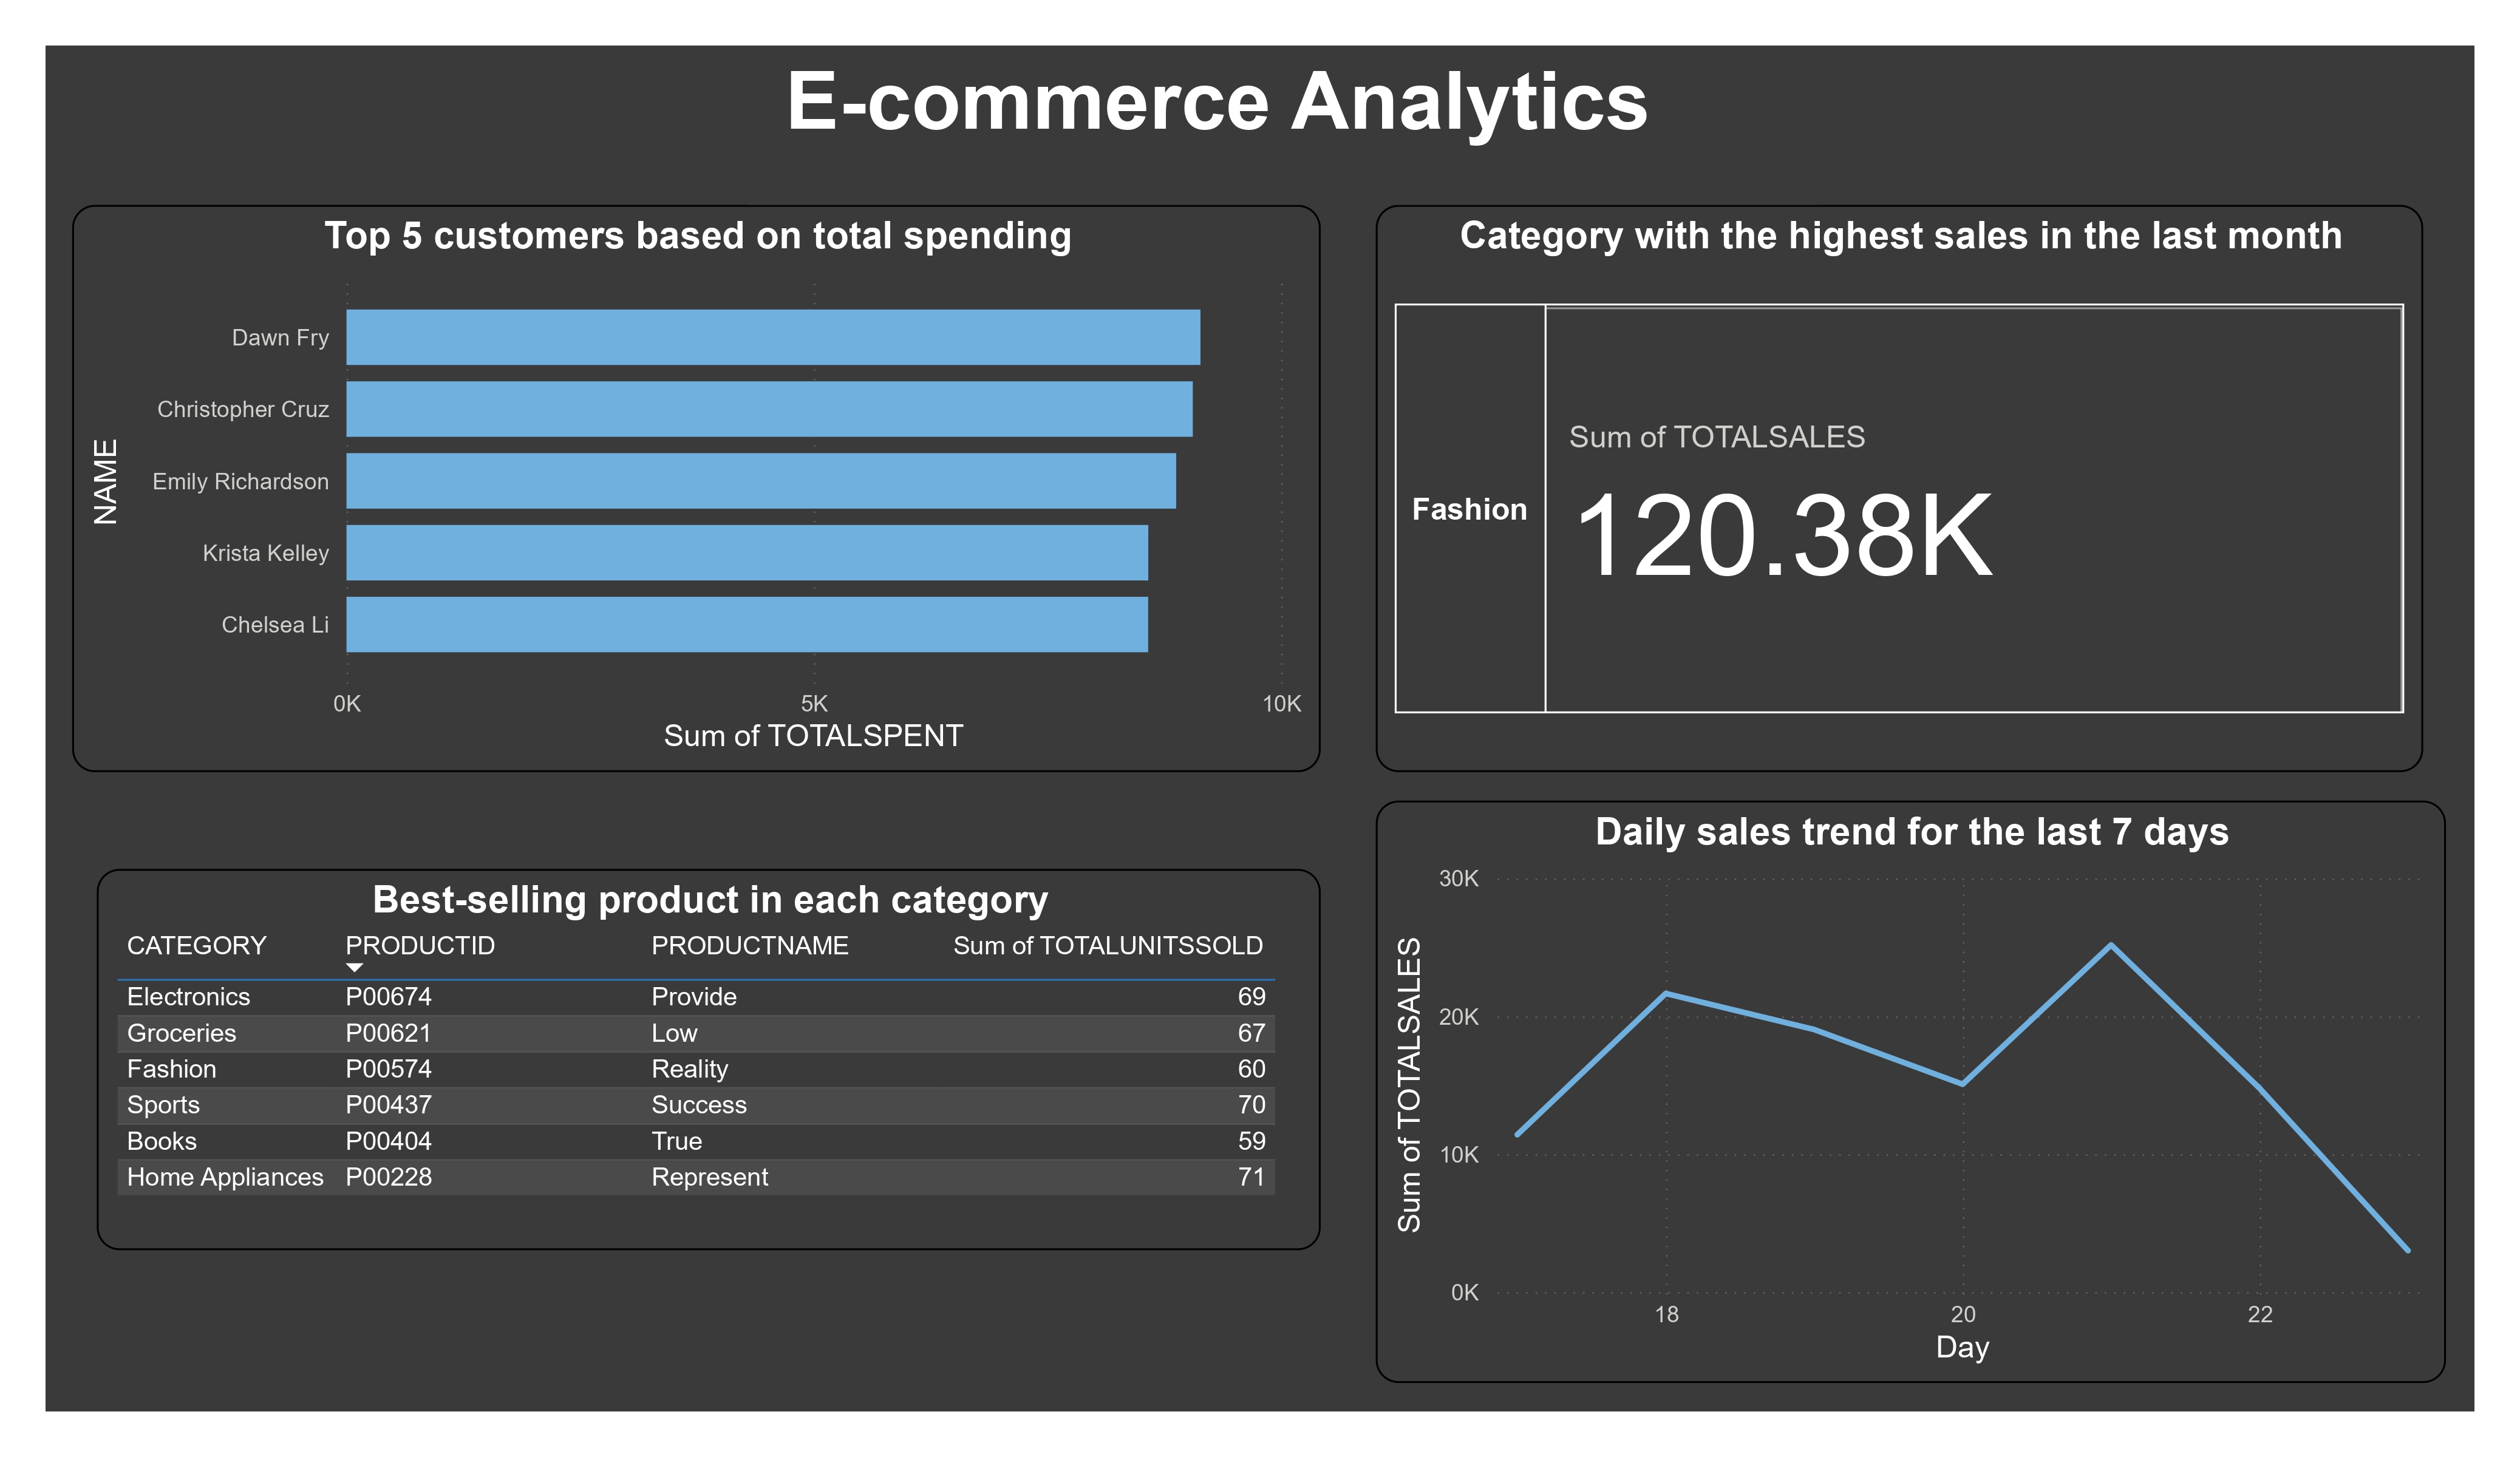 E-commerce Analytics
Top 5 customers based on total spending
NAME
Dawn Fry
Christopher Cruz
Emily Richardson
Krista Kelley
Chelsea Li
0K 5K 10K
Sum of TOTALSPENT
Category with the highest sales in the last month
Fashion
Sum of TOTALSALES
120.38K
Best-selling product in each category
CATEGORY PRODUCTID PRODUCTNAME Sum of TOTALUNITSSOLD
Electronics P00674 Provide 69
Groceries P00621 Low 67
Fashion P00574 Reality 60
Sports P00437 Success 70
Books P00404 True 59
Home Appliances P00228 Represent 71
Daily sales trend for the last 7 days
Sum of TOTALSALES
30K
20K
10K
0K
18 20 22
Day